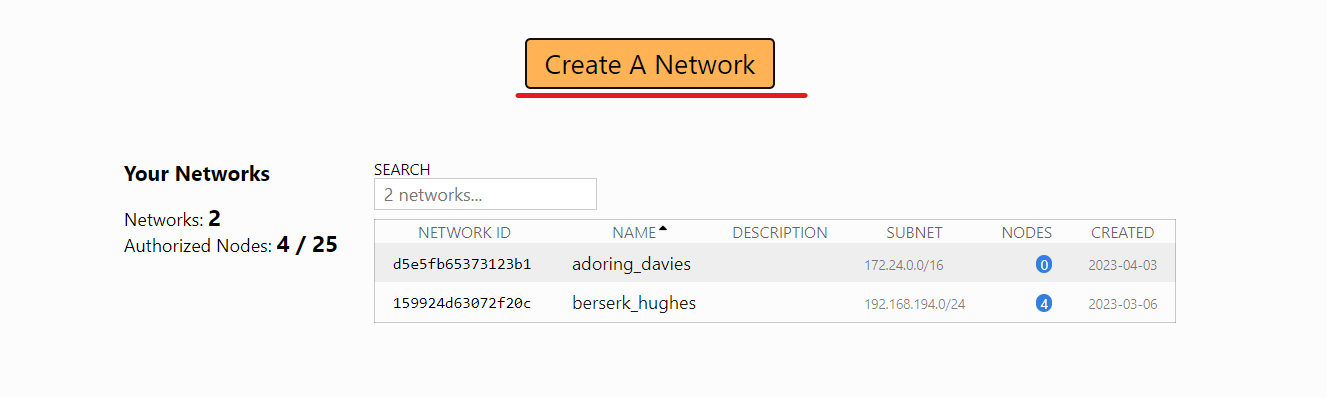 Create A Network
Your Networks
Networks: 2
Authorized Nodes: 4 / 25
SEARCH
2 networks...
NETWORK ID NAME DESCRIPTION SUBNET NODES CREATED
d5e5fb65373123b1 adoring_davies 172.24.0.0/16 0 2023-04-03
159924d63072f20c berserk_hughes 192.168.194.0/24 4 2023-03-06